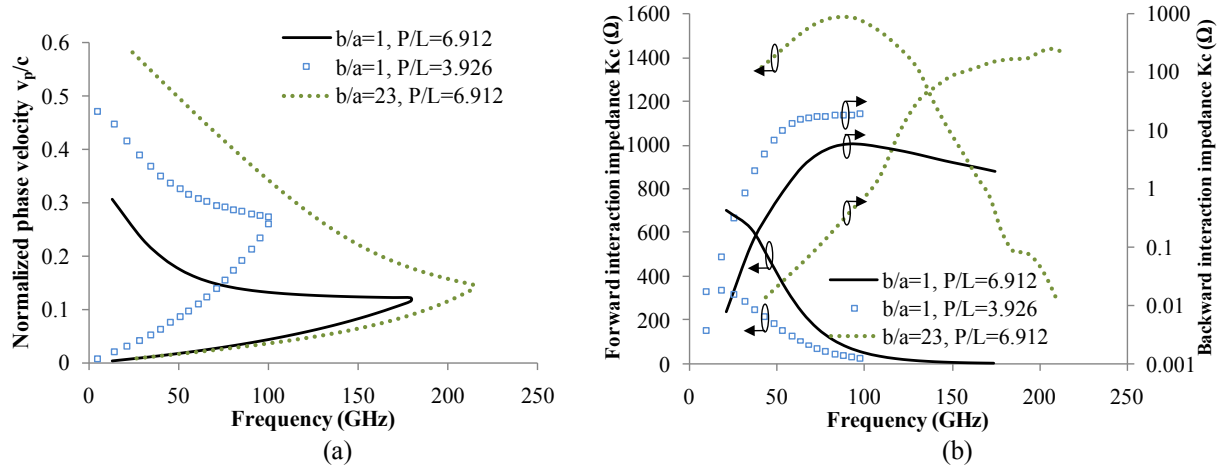 Normalized phase velocity vp/c
0.6
0.5
0.4
0.3
0.2
0.1
0
0 50 100 150 200 250
Frequency (GHz)
b/a=1, P/L=6.912
b/a=1, P/L=3.926
b/a=23, P/L=6.912
(a)
Forward interaction impedance Kc (Ω)
1600
1400
1200
1000
800
600
400
200
0
0 50 100 150 200 250
Frequency (GHz)
1000
100
10
1
0.1
0.01
0.001
Backward interaction impedance Kc (Ω)
b/a=1, P/L=6.912
b/a=1, P/L=3.926
b/a=23, P/L=6.912
(b)